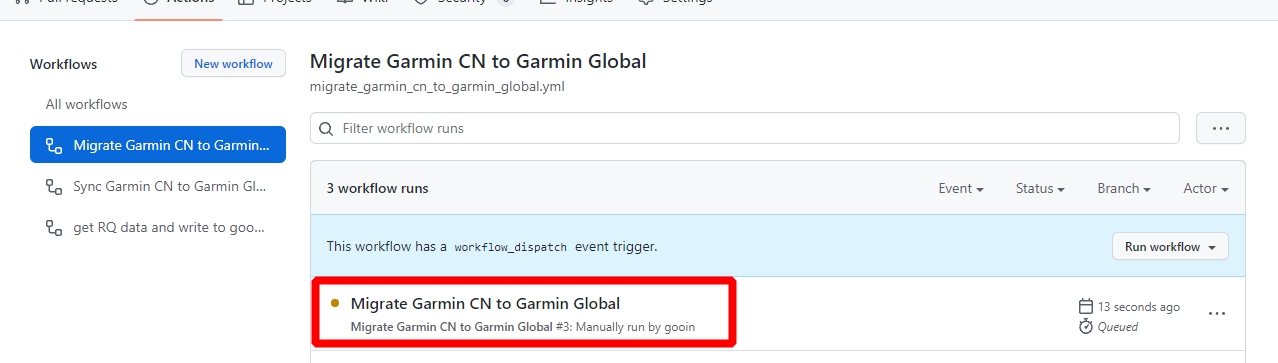 Pull requests Actions Projects Wiki Security Insights Settings
Workflows
New workflow
All workflows
Migrate Garmin CN to Garmin...
Sync Garmin CN to Garmin Gl...
get RQ data and write to goo...
Migrate Garmin CN to Garmin Global
migrate_garmin_cn_to_garmin_global.yml
Filter workflow runs
3 workflow runs
Event Status Branch Actor
This workflow has a workflow_dispatch event trigger.
Run workflow
Migrate Garmin CN to Garmin Global
Migrate Garmin CN to Garmin Global #3: Manually run by gooin
13 seconds ago
Queued